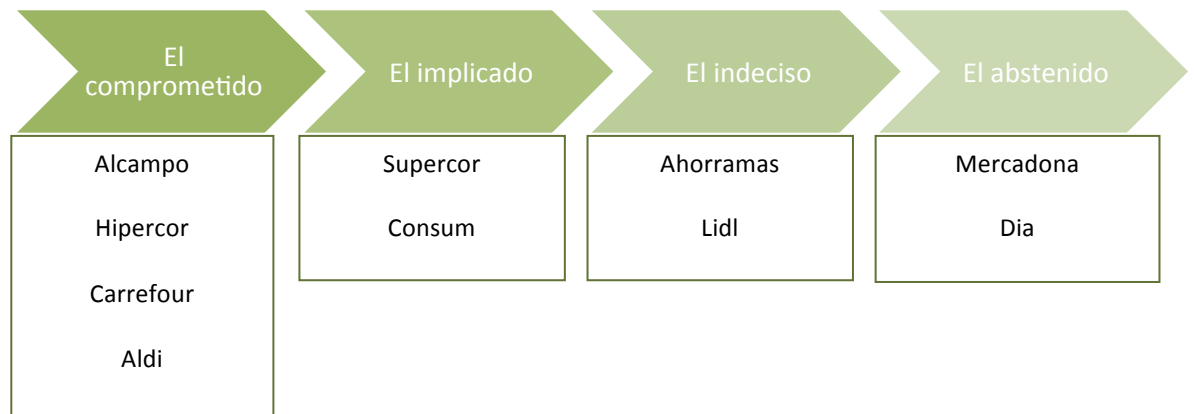 El
comprometido
El implicado
El indeciso
El abstenido
Alcampo
Hipercor
Carrefour
Aldi
Supercor
Consum
Ahorramas
Lidl
Mercadona
Dia